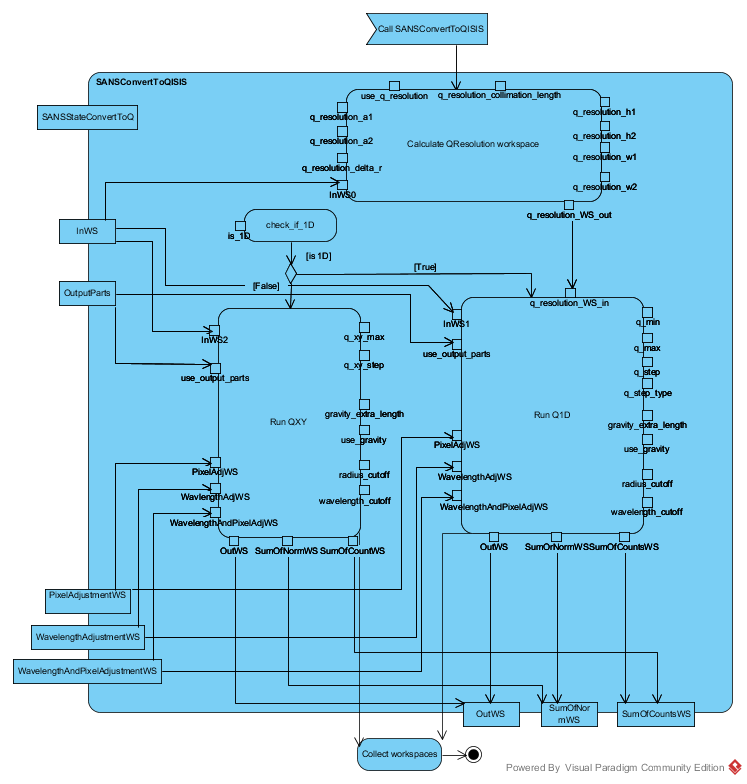 Call SANSConvertToQISIS
SANSConvertToQISIS
use_q_resolution
q_resolution_collimation_length
SANSStateConvertToQ
q_resolution_a1
q_resolution_h1
q_resolution_a2
q_resolution_h2
Calculate QResolution workspace
q_resolution_w1
q_resolution_delta_r
q_resolution_w2
InWS0
q_resolution_WS_out
InWS
is_1D
check_if_1D
[is 1D]
[True]
[False]
OutputParts
q_resolution_WS_in
InWS1
q_min
InWS2
q_xy_max
use_output_parts
q_max
q_xy_step
q_step
use_output_parts
q_step_type
gravity_extra_length
Run QXY
Run Q1D
gravity_extra_length
use_gravity
PixelAdjWS
use_gravity
PixelAdjWS
radius_cutoff
WavelengthAdjWS
radius_cutoff
WavlengthAdjWS
wavelength_cutoff
WavelengthAndPixelAdjWS
wavelength_cutoff
WavelengthAndPixelAdjWS
OutWS
SumOfNormWS
SumOfCountWS
OutWS
SumOrNormWS
SumOfCountsWS
PixelAdjustmentWS
WavelengthAdjustmentWS
WavelengthAndPixelAdjustmentWS
OutWS
SumOfNor
mWS
SumOfCountsWS
Collect workspaces
Powered By Visual Paradigm Community Edition